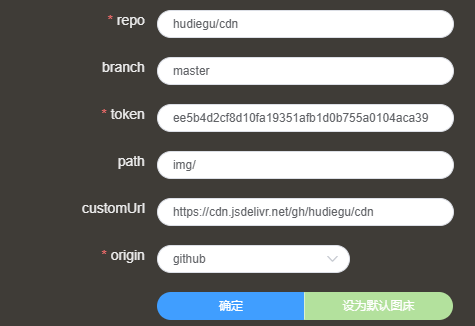 * repo hudiegu/cdn
branch master
* token ee5b4d2cf8d10fa19351afb1d0b755a0104aca39
path img/
customUrl https://cdn.jsdelivr.net/gh/hudiegu/cdn
* origin github
确定 设为默认图床